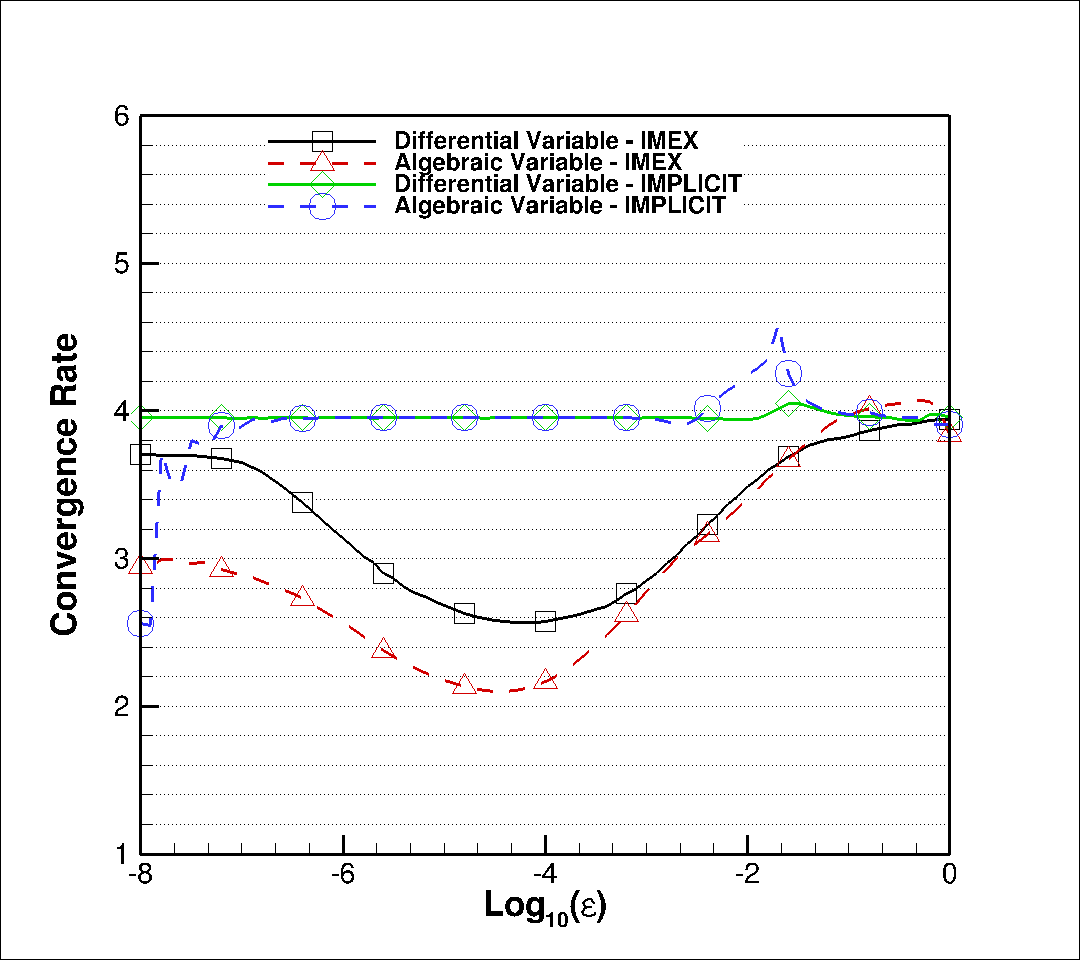 6
5
4
3
2
1
Convergence Rate
Differential Variable - IMEX
Algebraic Variable - IMEX
Differential Variable - IMPLICIT
Algebraic Variable - IMPLICIT
-8 -6 -4 -2 0
Log10(ε)